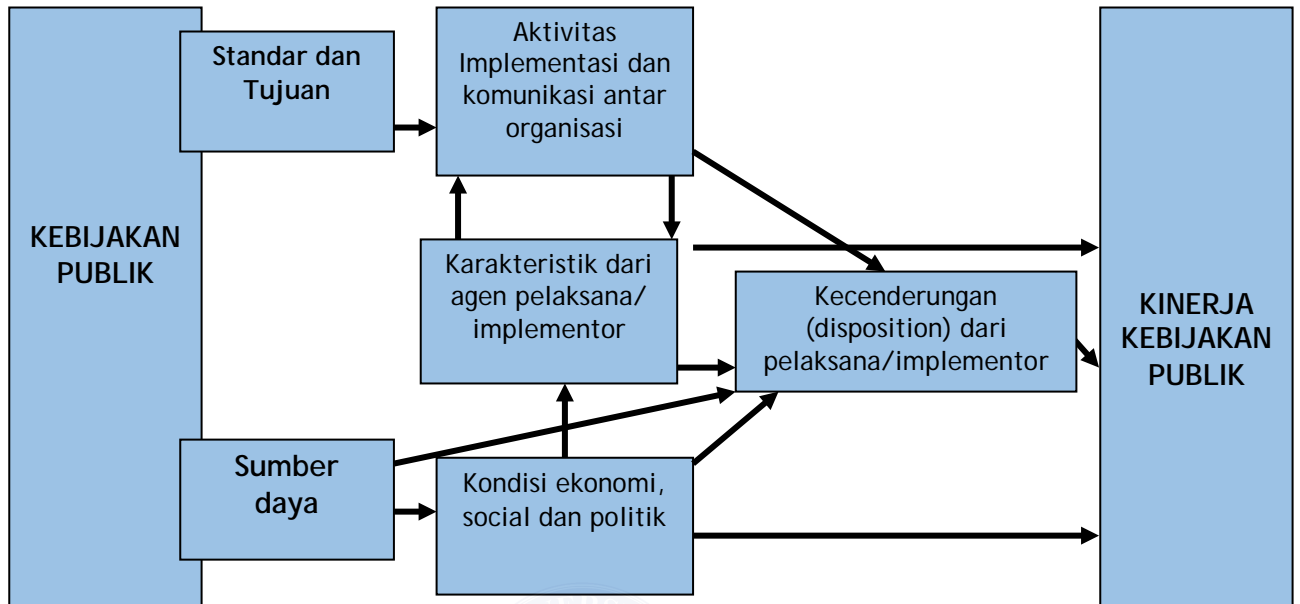 KEBIJAKAN
PUBLIK
Standar dan
Tujuan
Sumber
daya
Aktivitas
Implementasi dan
komunikasi antar
organisasi
Karakteristik dari
agen pelaksana/
implementor
Kondisi ekonomi,
social dan politik
Kecenderungan
(disposition) dari
pelaksana/implementor
KINERJA
KEBIJAKAN
PUBLIK